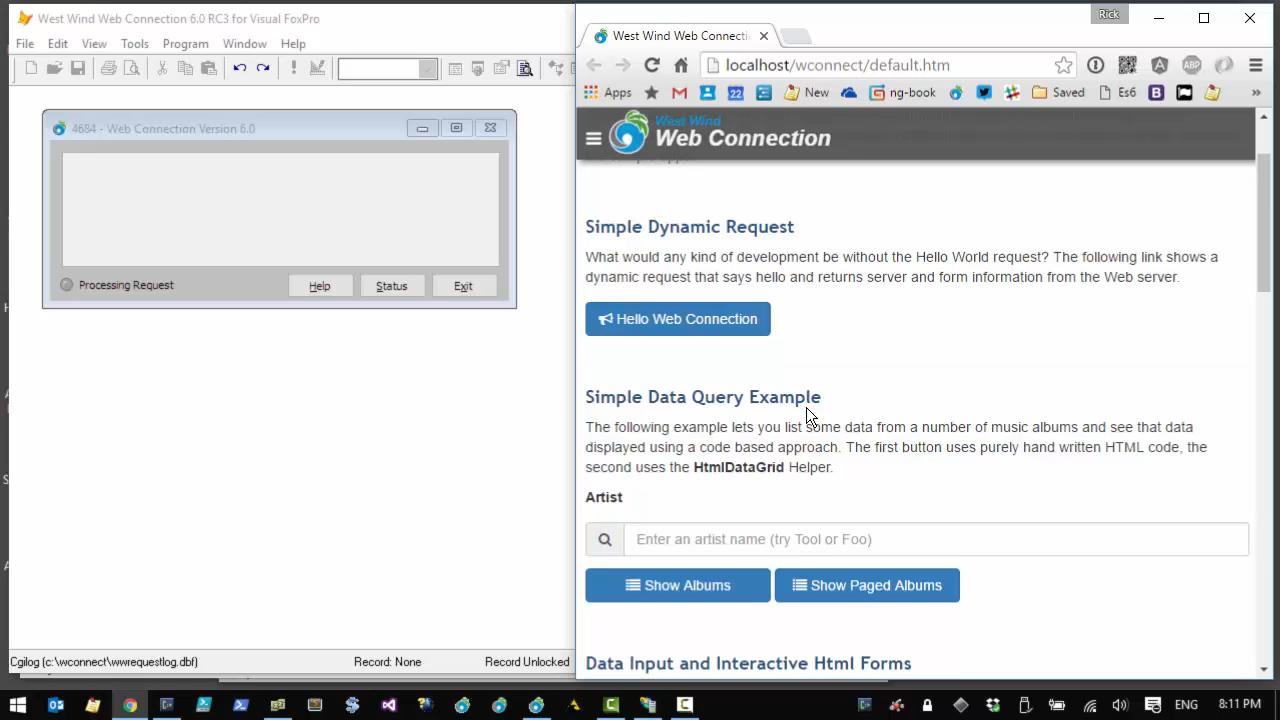 West Wind Web Connection 6.0 RC3 for Visual FoxPro
File Edit View Tools Program Window Help
4684 - Web Connection Version 6.0
Processing Request
Help
Status
Exit
Cgilog (c:\wconnect\wwrequestlog.dbf)
Record: None
Record Unlocked
Rick
West Wind Web Connecti
localhost/wconnect/default.htm
Apps
22
New
ng-book
Saved
Es6
West Wind
Web Connection
Simple Dynamic Request
What would any kind of development be without the Hello World request? The following link shows a
dynamic request that says hello and returns server and form information from the Web server.
Hello Web Connection
Simple Data Query Example
The following example lets you list some data from a number of music albums and see that data
displayed using a code based approach. The first button uses purely hand written HTML code, the
second uses the HtmlDataGrid Helper.
Artist
Enter an artist name (try Tool or Foo)
Show Albums
Show Paged Albums
Data Input and Interactive Html Forms
ENG
8:11 PM